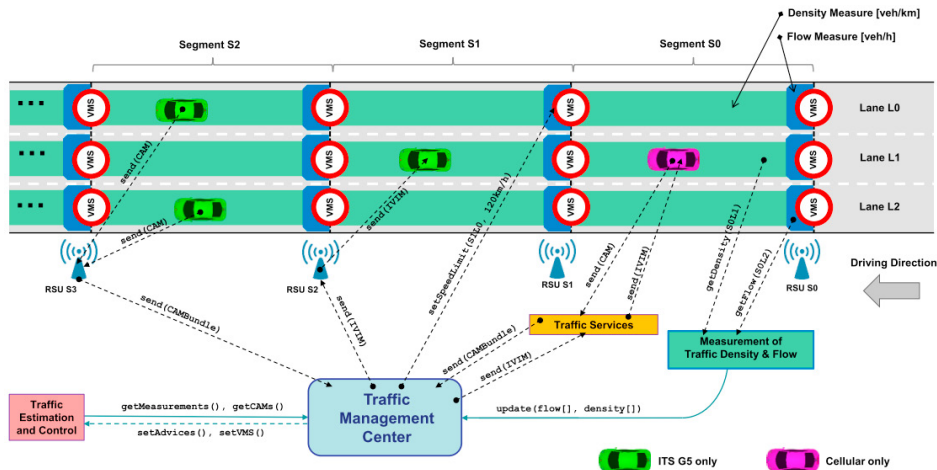 Density Measure [veh/km]
Flow Measure [veh/h]
Segment S2
Segment S1
Segment S0
VMS
VMS
VMS
VMS
Lane L0
VMS
VMS
VMS
VMS
Lane L1
VMS
VMS
VMS
VMS
Lane L2
send(CAM)
send(CAM)
send(IVIM)
setSpeedLimit(S1L0, 120km/h)
send(CAM)
send[IVIM)
getDensity(S0L1)
getFlow(S0L2)
RSU S3
RSU S2
RSU S1
RSU S0
Driving Direction
send(CAMBundle)
send(IVIM)
send(CAMBundle)
send(IVIM)
Traffic Services
Measurement of
Traffic Density & Flow
Traffic
Management
Center
Traffic
Estimation
and Control
getMeasurements(), getCAMs()
setAdvices(), setVMS()
update(flow[], density[])
ITS G5 only
Cellular only